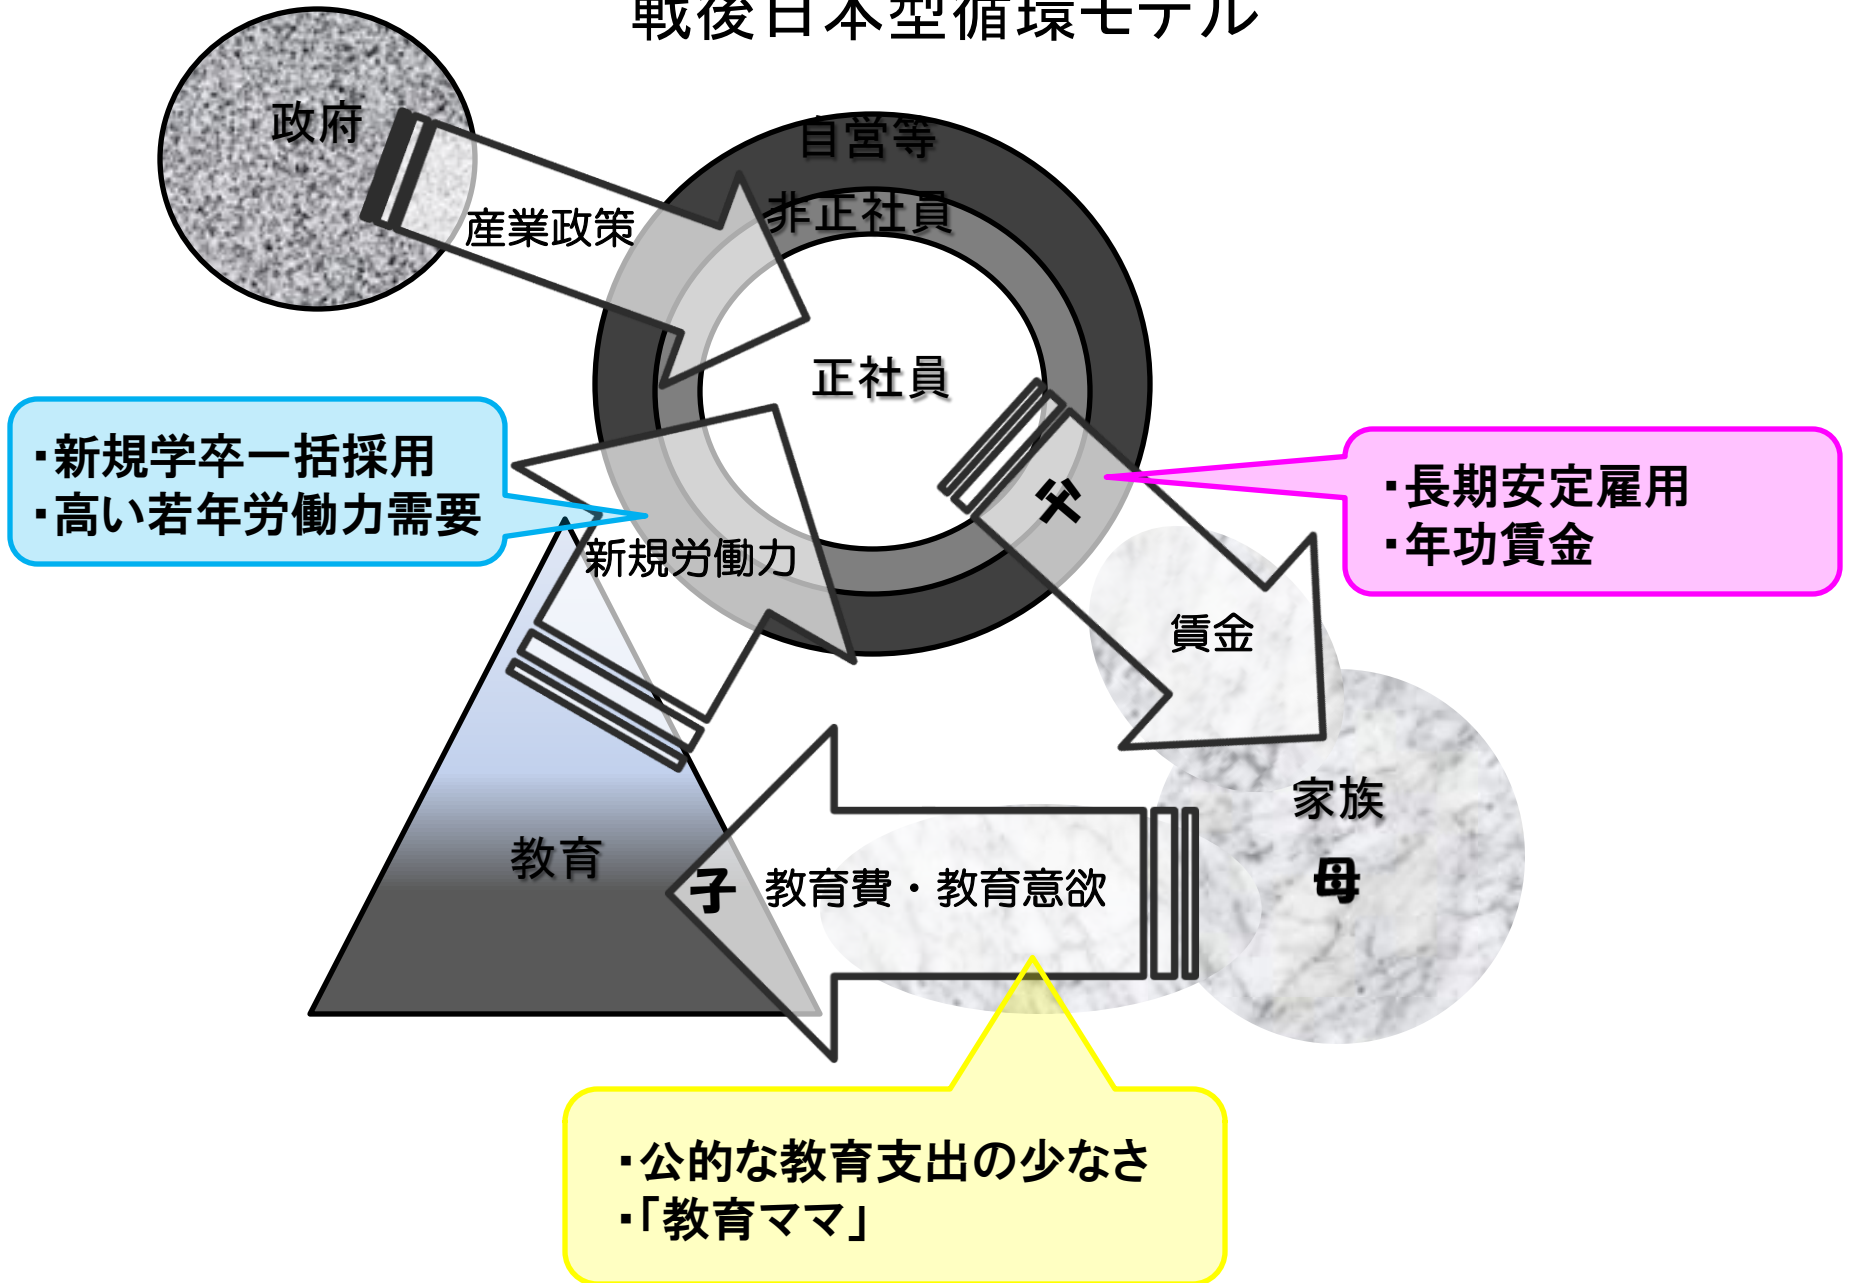 戦後日本型循環モデル
政府
自営等
非正社員
産業政策
正社員
・新規学卒一括採用
・高い若年労働力需要
・長期安定雇用
・年功賃金
父
新規労働力
賃金
家族
母
教育
子
教育費・教育意欲
・公的な教育支出の少なさ
・「教育ママ」